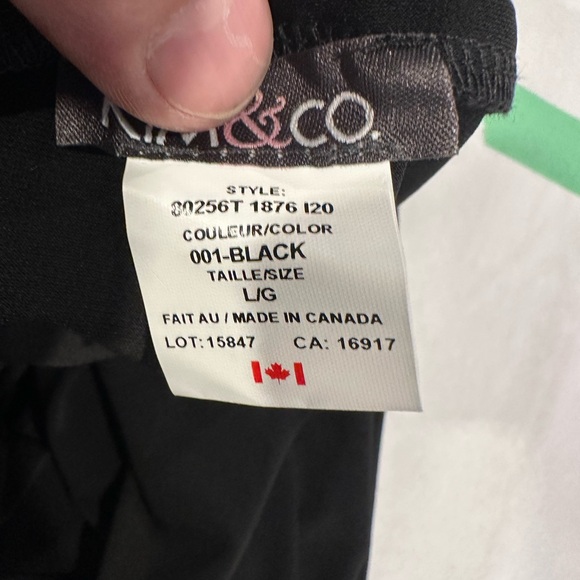 KIM&CO.
STYLE:
80256T 1876 I20
COULEUR/COLOR
001-BLACK
TAILLE/SIZE
L/G
FAIT AU / MADE IN CANADA
LOT:15847 CA: 16917